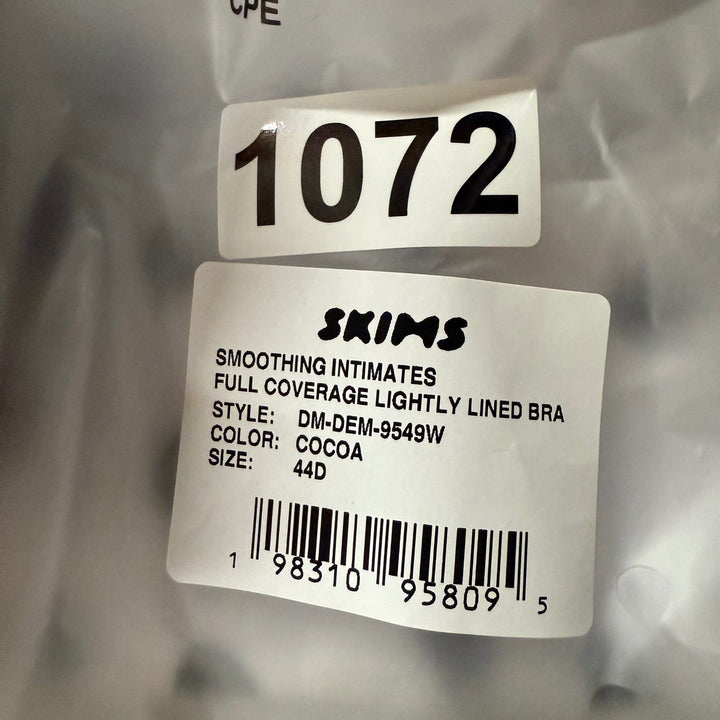 CPE
1072
SKIMS
SMOOTHING INTIMATES
FULL COVERAGE LIGHTLY LINED BRA
STYLE: DM-DEM-9549W
COLOR: COCOA
SIZE: 44D
1 98310 95809 5